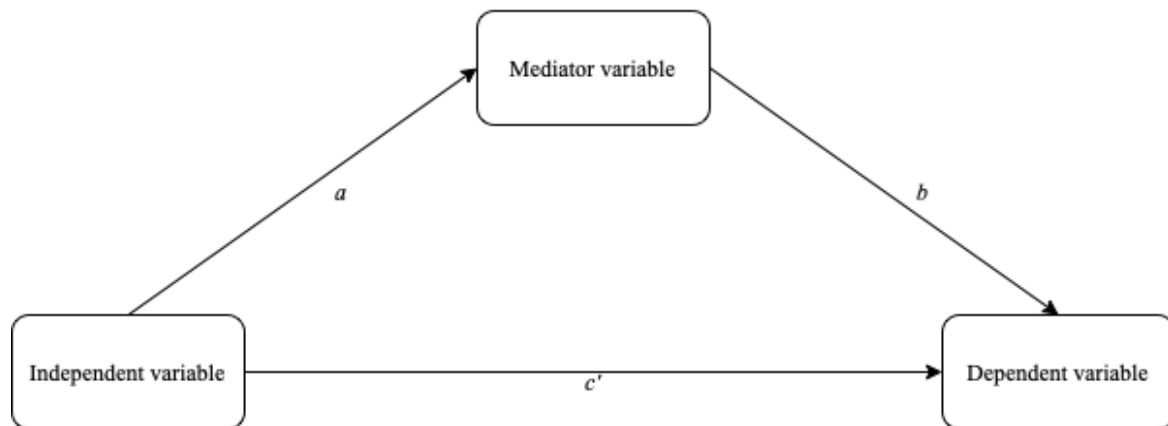 Mediator variable
a
b
Independent variable
c'
Dependent variable